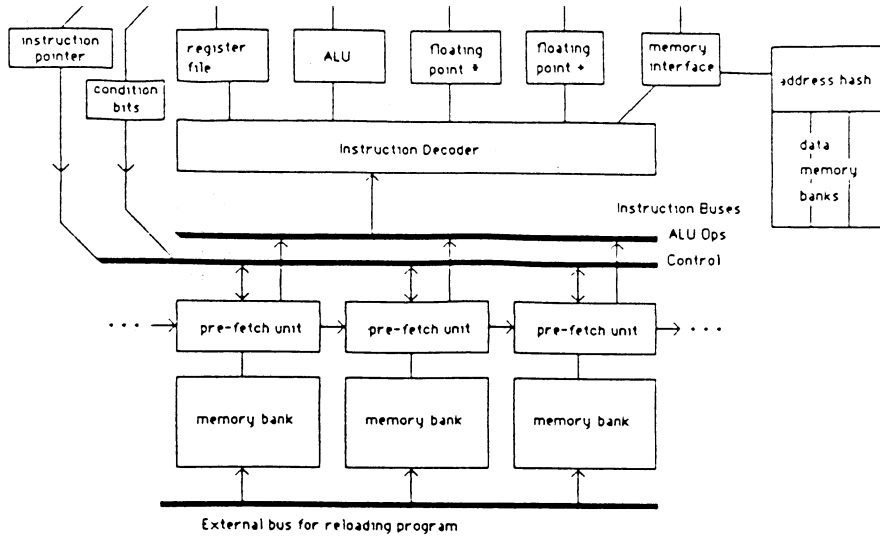 instruction
pointer
condition
bits
register
file
ALU
floating
point *
floating
point +
memory
interface
address hash
data
memory
banks
Instruction Decoder
Instruction Buses
ALU Ops
Control
· · ·
pre-fetch unit
pre-fetch unit
pre-fetch unit
· · ·
memory bank
memory bank
memory bank
External bus for reloading program